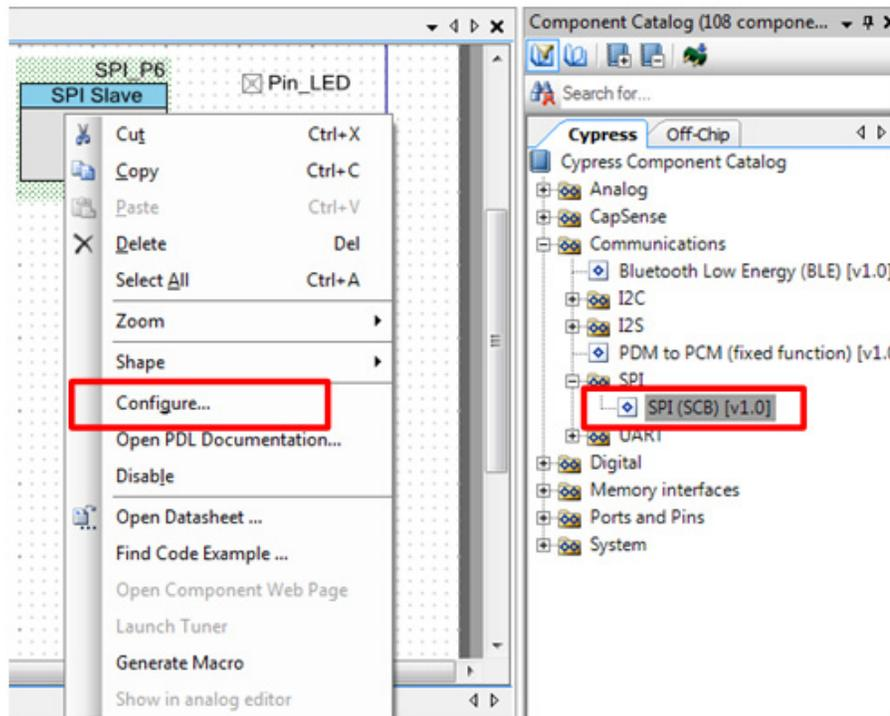 SPI_P6
SPI Slave
Pin_LED
Cut Ctrl+X
Copy Ctrl+C
Paste Ctrl+V
Delete Del
Select All Ctrl+A
Zoom
Shape
Configure...
Open PDL Documentation...
Disable
Open Datasheet ...
Find Code Example ...
Open Component Web Page
Launch Tuner
Generate Macro
Show in analog editor
Component Catalog (108 compone...
Search for...
Cypress Off-Chip
Cypress Component Catalog
Analog
CapSense
Communications
Bluetooth Low Energy (BLE) [v1.0]
I2C
I2S
PDM to PCM (fixed function) [v1.0
SPI
SPI (SCB) [v1.0]
UART
Digital
Memory interfaces
Ports and Pins
System